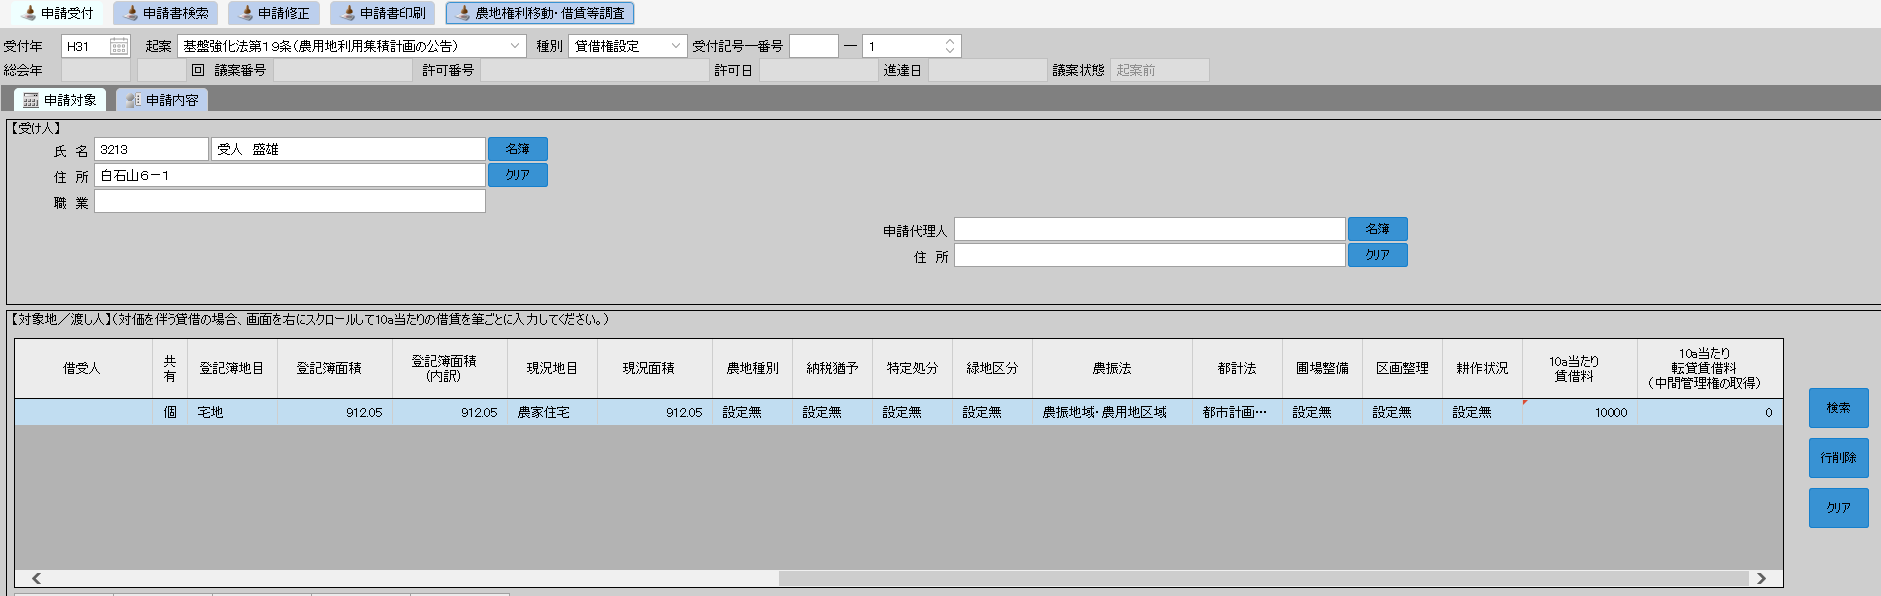 申請受付 申請書検索 申請修正 申請書印刷 農地権利移動・借賃等調査
受付年 H31 起案 基盤強化法第19条(農用地利用集積計画の公告) 種別 賃借権設定 受付記号ー番号 ー 1
総会年 回 議案番号 許可番号 許可日 進達日 議案状態 起案前
申請対象 申請内容
【受け人】
氏 名 3213 受人 盛雄 名簿
住 所 白石山6-1 クリア
職 業
申請代理人 名簿
住 所 クリア
【対象地/渡し人】(対価を伴う貸借の場合、画面を右にスクロールして10a当たりの借賃を筆ごとに入力してください。)
借受人 共有 登記簿地目 登記簿面積 登記簿面積(内訳) 現況地目 現況面積 農地種別 納税猶予 特定処分 緑地区分 農振法 都計法 圃場整備 区画整理 耕作状況 10a当たり賃借料 10a当たり転貸賃借料(中間管理権の取得)
個 宅地 912.05 912.05 農家住宅 912.05 設定無 設定無 設定無 設定無 農振地域・農用地区域 都市計画… 設定無 設定無 設定無 10000 0
検索
行削除
クリア